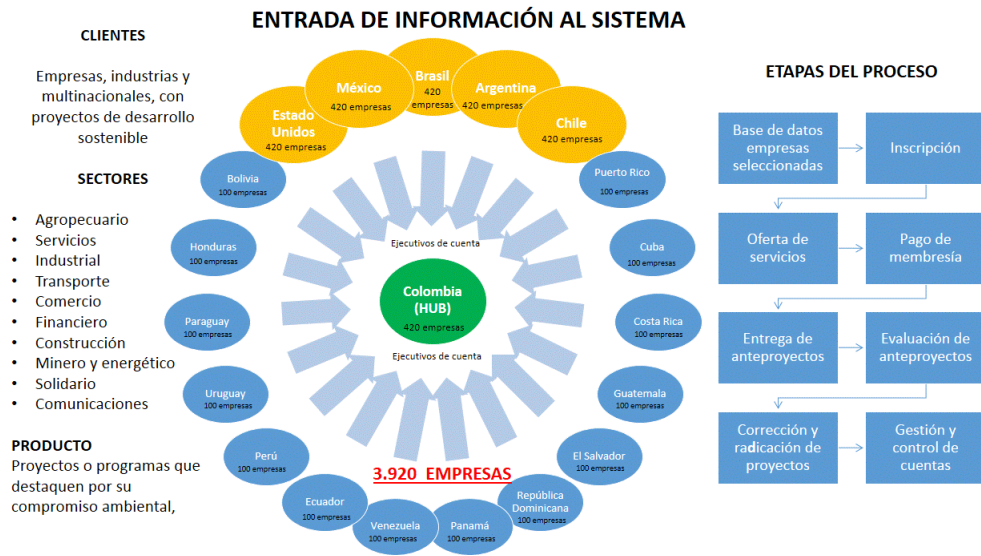 ENTRADA DE INFORMACIÓN AL SISTEMA
CLIENTES
Empresas, industrias y
multinacionales, con
proyectos de desarrollo
sostenible
SECTORES
• Agropecuario
• Servicios
• Industrial
• Transporte
• Comercio
• Financiero
• Construcción
• Minero y energético
• Solidario
• Comunicaciones
PRODUCTO
Proyectos o programas que
destaquen por su
compromiso ambiental,
Estado
Unidos
420 empresas
México
420 empresas
Brasil
420
empresas
Argentina
420 empresas
Chile
420 empresas
Bolivia
100 empresas
Honduras
100 empresas
Paraguay
100 empresas
Uruguay
100 empresas
Perú
100 empresas
Ecuador
100 empresas
Venezuela
100 empresas
Panamá
100 empresas
República
Dominicana
100 empresas
El Salvador
100 empresas
Guatemala
100 empresas
Costa Rica
100 empresas
Cuba
100 empresas
Puerto Rico
100 empresas
Ejecutivos de cuenta
Colombia
(HUB)
420 empresas
Ejecutivos de cuenta
3.920 EMPRESAS
ETAPAS DEL PROCESO
Base de datos
empresas
seleccionadas
Inscripción
Oferta de
servicios
Pago de
membresía
Entrega de
anteproyectos
Evaluación de
anteproyectos
Corrección y
radicación de
proyectos
Gestión y
control de
cuentas